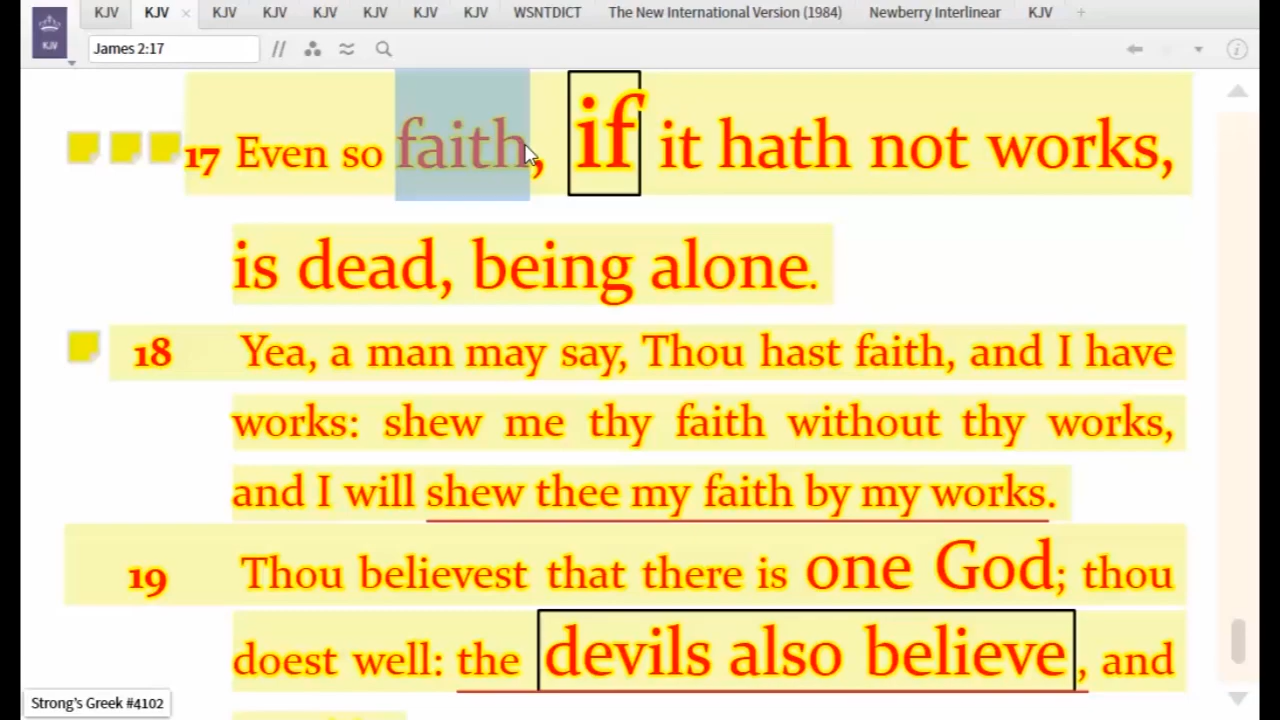 KJV KJV KJV KJV KJV KJV KJV KJV WSNTDICT The New International Version (1984) Newberry Interlinear KJV
KJV
James 2:17
17 Even so faith, if it hath not works,
is dead, being alone.
18 Yea, a man may say, Thou hast faith, and I have
works: shew me thy faith without thy works,
and I will shew thee my faith by my works.
19 Thou believest that there is one God; thou
doest well: the devils also believe, and
Strong's Greek #4102